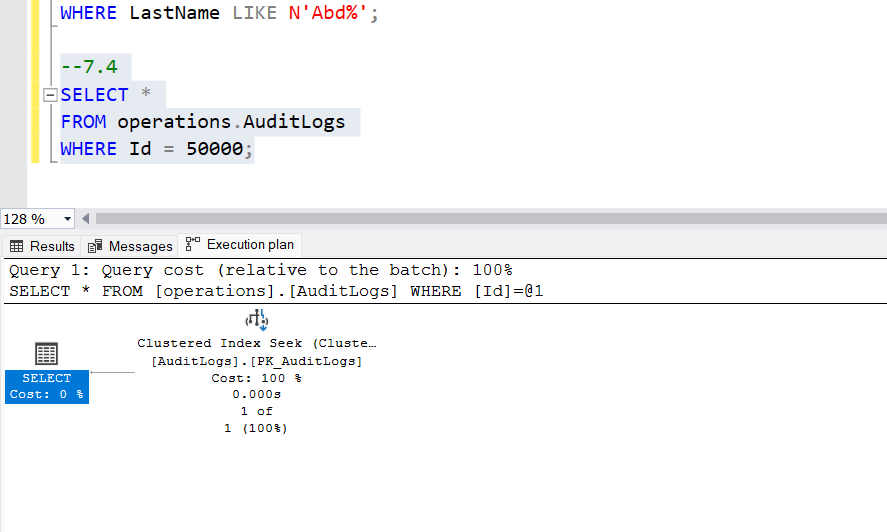 WHERE LastName LIKE N'Abd%';
--7.4
SELECT *
FROM operations.AuditLogs
WHERE Id = 50000;
128 %
Results Messages Execution plan
Query 1: Query cost (relative to the batch): 100%
SELECT * FROM [operations].[AuditLogs] WHERE [Id]=@1
Clustered Index Seek (Cluste…
[AuditLogs].[PK_AuditLogs]
Cost: 100 %
0.000s
1 of
1 (100%)
SELECT
Cost: 0 %